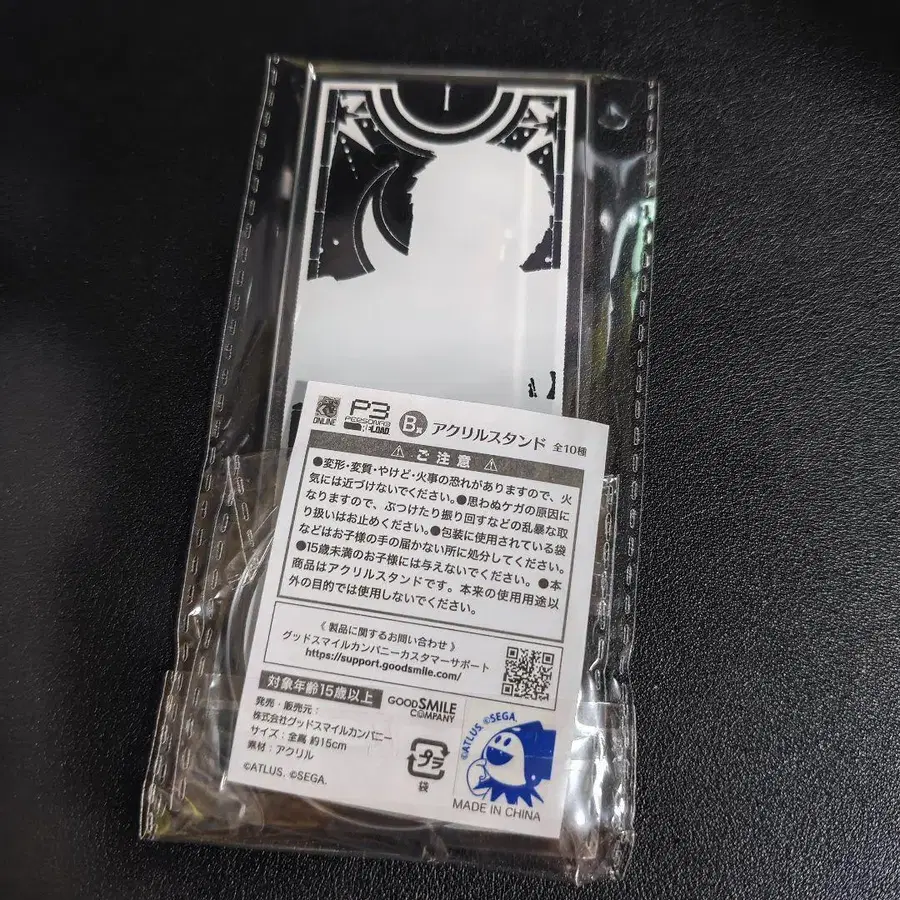 I
ONLINE
P3
PERSONA3
RELOAD
B賞 アクリルスタンド 全10種
⚠ ご注意 ⚠
●変形・変質・やけど・火事の恐れがありますので、火
気には近づけないでください。●思わぬケガの原因に
なりますので、ぶつけたり振り回すなどの乱暴な取
り扱いはお止めください。●包装に使用されている袋
などはお子様の手の届かない所に処分してください。
●15歳未満のお子様には与えないでください。●本
商品はアクリルスタンドです。本来の使用用途以
外の目的では使用しないでください。
《 製品に関するお問い合わせ 》
グッドスマイルカンパニーカスタマーサポート
https://support.goodsmile.com/
対象年齢15歳以上
発売・販売元：
株式会社グッドスマイルカンパニー
サイズ：全高 約15cm
素材：アクリル
©ATLUS. ©SEGA.
GOODSMILE
COMPANY
プラ
袋
©ATLUS. ©SEGA.
MADE IN CHINA